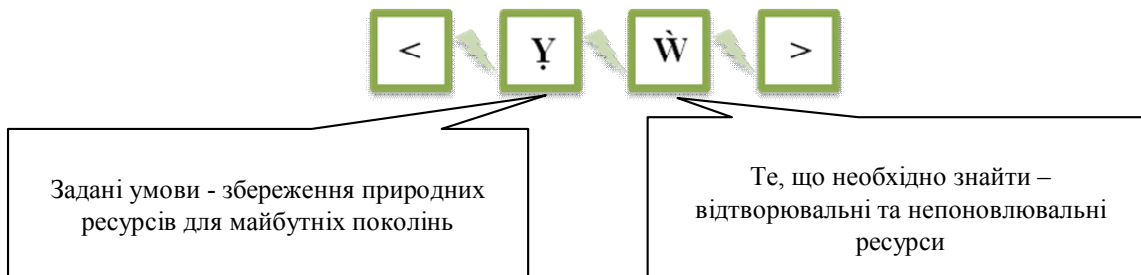 < Ỵ Ẁ >
Задані умови - збереження природних
ресурсів для майбутніх поколінь
Те, що необхідно знайти –
відтворювальні та непоновлювальні
ресурси